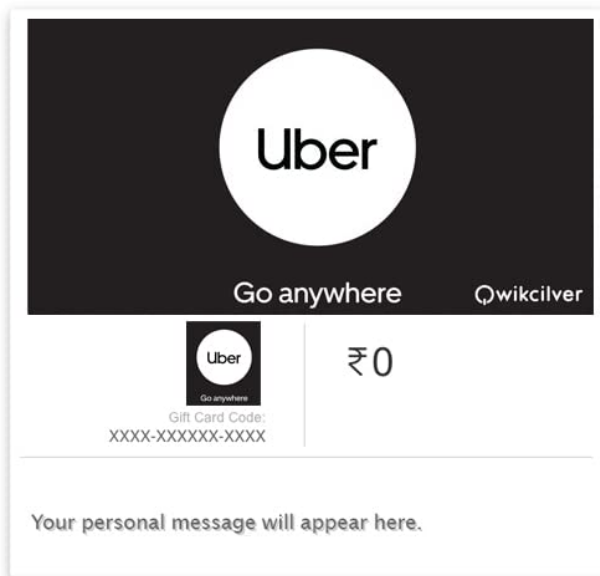 Uber
Go anywhere
Qwikcilver
Uber
Go anywhere
Gift Card Code:
XXXX-XXXXXX-XXXX
₹0
Your personal message will appear here.